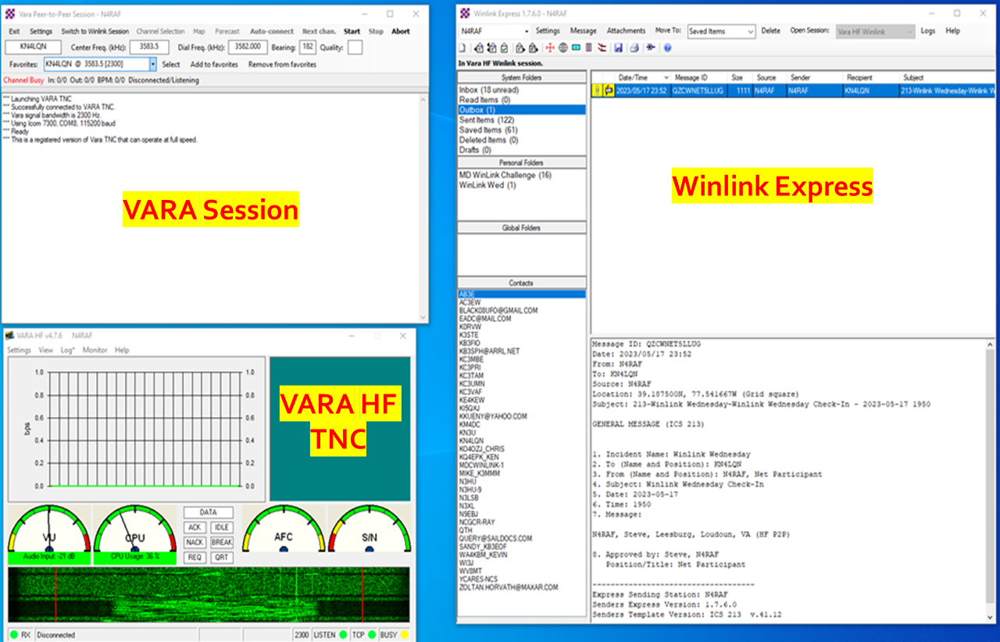 Vara Peer-to-Peer Session - N4RAF
Exit Settings Switch to Winlink Session Channel Selection Map Forecast Auto-connect Next chan. Start Stop Abort
KN4LQN Center Freq. (kHz): 3583.5 Dial Freq. (kHz): 3582.000 Bearing: 182 Quality:
Favorites: KN4LQN @ 3583.5 [2300] Select Add to favorites Remove from favorites
Channel Busy In: 0/0 Out: 0/0 BPM: 0/0 Disconnected/Listening
*** Launching VARA TNC
*** Successfully connected to VARA TNC.
*** Vara signal bandwidth is 2300 Hz.
*** Using Icom 7300, COM8, 115200 baud
*** Ready
*** This is a registered version of Vara TNC that can operate at full speed.
VARA Session
VARA HF v4.7.6 N4RAF
Settings View Log* Monitor Help
1.0 1.0
0.8 0.8
0.6 0.6
bps
0.4 0.4
0.2 0.2
0.0 0.0
VARA HF
TNC
VU
Audio Input: -21 dB
CPU
CPU Usage: 36 %
DATA
ACK IDLE
NACK BREAK
REQ QRT
AFC
S/N
RX Disconnected 2300 LISTEN TCP BUSY
Winlink Express 1.7.6.0 - N4RAF
N4RAF Settings Message Attachments Move To: Saved Items Delete Open Session: Vara HF Winlink Logs Help
In Vara HF Winlink session.
System Folders
Inbox (18 unread)
Read Items (0)
Outbox (1)
Sent Items (122)
Saved Items (61)
Deleted Items (0)
Drafts (0)
Personal Folders
MD WinLink Challenge (16)
WinLink Wed (1)
Global Folders
Contacts
AB3E
AC3EW
BLACK08UFO@GMAIL.COM
EADC@MAIL.COM
K0RVW
K3STE
KB3FIO
KB3SPH@ARRL.NET
KC3MBE
KC3PRI
KC3TAM
KC3UMN
KC3VAF
KE4KEW
KI5QXJ
KKUENY@YAHOO.COM
KM4DC
KN3U
KN4LQN
KO4OZJ_CHRIS
KQ4EPK_KEN
MDCWINLINK-1
MIKE_K3MMM
N3HU
N3HU-9
N3LSB
N3XL
N9EBJ
NCGCR-RAY
QTH
QUERY@SAILDOCS.COM
SANDY_KB3EOF
WA4KBM_KEVIN
WI3J
WV8MT
YCARES-NCS
ZOLTAN.HORVATH@MAXAR.COM
Date/Time Message ID Size Source Sender Recipient Subject
2023/05/17 23:52 QZCWNET5LLUG 1111 N4RAF N4RAF KN4LQN 213-Winlink Wednesday-Winlink W
Winlink Express
Message ID: QZCWNET5LLUG
Date: 2023/05/17 23:52
From: N4RAF
To: KN4LQN
Source: N4RAF
Location: 39.187500N, 77.541667W (Grid square)
Subject: 213-Winlink Wednesday-Winlink Wednesday Check-In - 2023-05-17 1950
GENERAL MESSAGE (ICS 213)
1. Incident Name: Winlink Wednesday
2. To (Name and Position): KN4LQN
3. From (Name and Position): N4RAF, Net Participant
4. Subject: Winlink Wednesday Check-In
5. Date: 2023-05-17
6. Time: 1950
7. Message:
N4RAF, Steve, Leesburg, Loudoun, VA (HF P2P)
8. Approved by: Steve, N4RAF
Position/Title: Net Participant
------------------------------------
Express Sending Station: N4RAF
Senders Express Version: 1.7.6.0
Senders Template Version: ICS 213 v.41.12